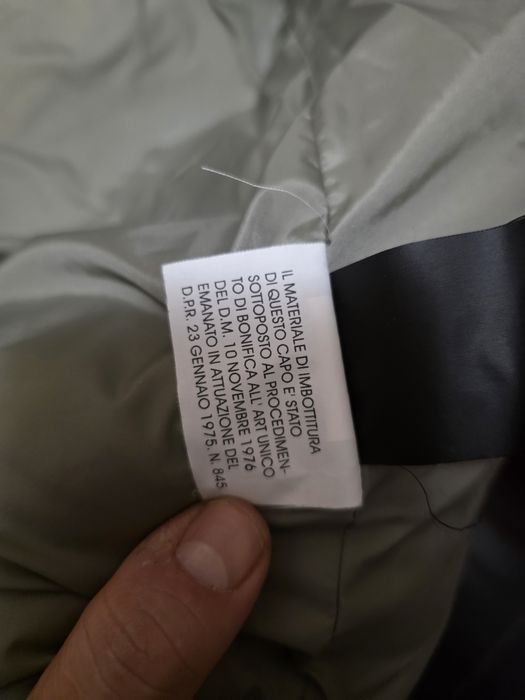 IL MATERIALE DI IMBOTTITURA
DI QUESTO CAPO E' STATO
SOTTOPOSTO AL PROCEDIMEN-
TO DI BONIFICA ALL' ART UNICO
DEL D.M. 10 NOVEMBRE 1976
EMANATO IN ATTUAZIONE DEL
D.P.R. 23 GENNAIO 1975. N. 845